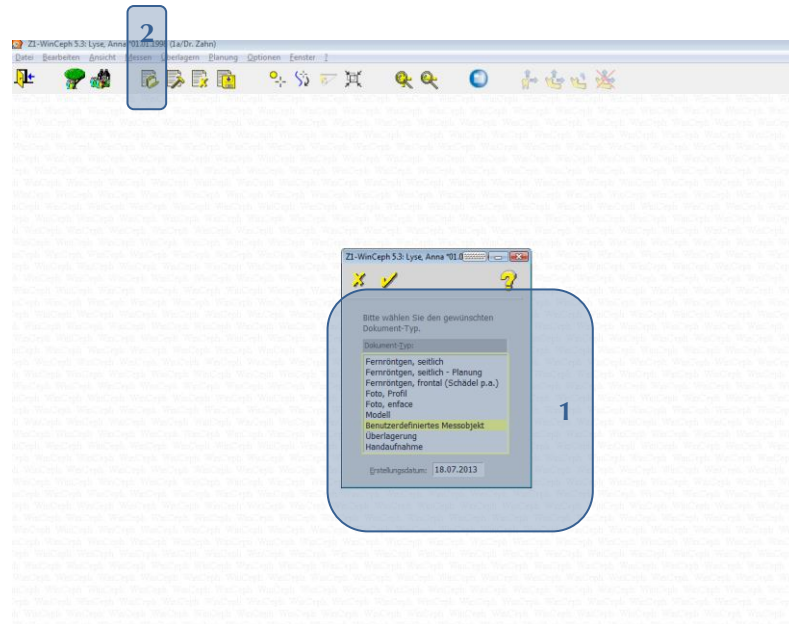 2
Z1-WinCeph 5.3: Lyse, Anna *01.01.1996 (1a/Dr. Zahn)
Datei Bearbeiten Ansicht Messen Überlagern Planung Optionen Fenster ?
Z1-WinCeph 5.3: Lyse, Anna *01.0
Bitte wählen Sie den gewünschten
Dokument-Typ.
Dokument-Typ:
Fernröntgen, seitlich
Fernröntgen, seitlich - Planung
Fernröntgen, frontal (Schädel p.a.)
Foto, Profil
Foto, enface
Modell
Benutzerdefiniertes Messobjekt
Überlagerung
Handaufnahme
Erstellungsdatum: 18.07.2013
1